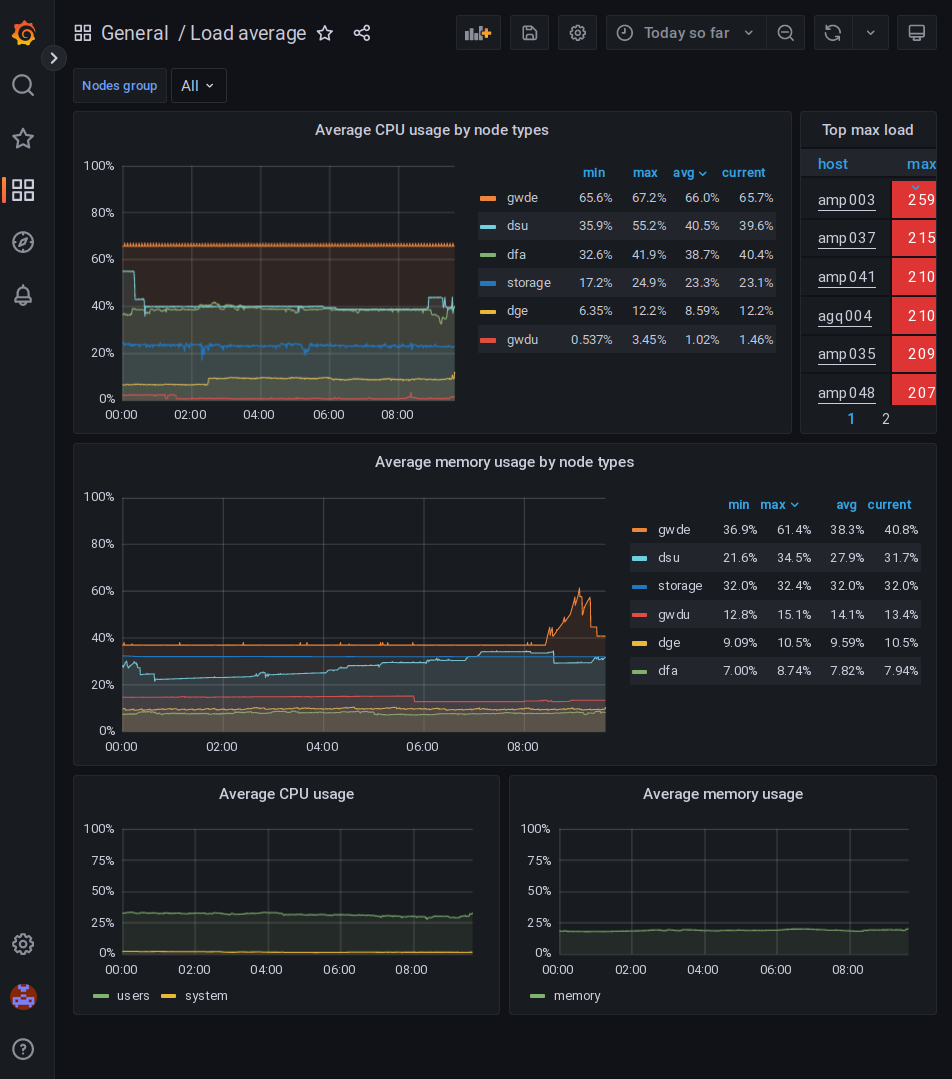 General / Load average
Today so far
Nodes group
All
Average CPU usage by node types
100%
80%
60%
40%
20%
0%
00:00 02:00 04:00 06:00 08:00
min max avg current
gwde 65.6% 67.2% 66.0% 65.7%
dsu 35.9% 55.2% 40.5% 39.6%
dfa 32.6% 41.9% 38.7% 40.4%
storage 17.2% 24.9% 23.3% 23.1%
dge 6.35% 12.2% 8.59% 12.2%
gwdu 0.537% 3.45% 1.02% 1.46%
Top max load
host max
amp003 259
amp037 215
amp041 210
agq004 210
amp035 209
amp048 207
1 2
Average memory usage by node types
100%
80%
60%
40%
20%
0%
00:00 02:00 04:00 06:00 08:00
min max avg current
gwde 36.9% 61.4% 38.3% 40.8%
dsu 21.6% 34.5% 27.9% 31.7%
storage 32.0% 32.4% 32.0% 32.0%
gwdu 12.8% 15.1% 14.1% 13.4%
dge 9.09% 10.5% 9.59% 10.5%
dfa 7.00% 8.74% 7.82% 7.94%
Average CPU usage
100%
75%
50%
25%
0%
00:00 02:00 04:00 06:00 08:00
users system
Average memory usage
100%
75%
50%
25%
0%
00:00 02:00 04:00 06:00 08:00
memory